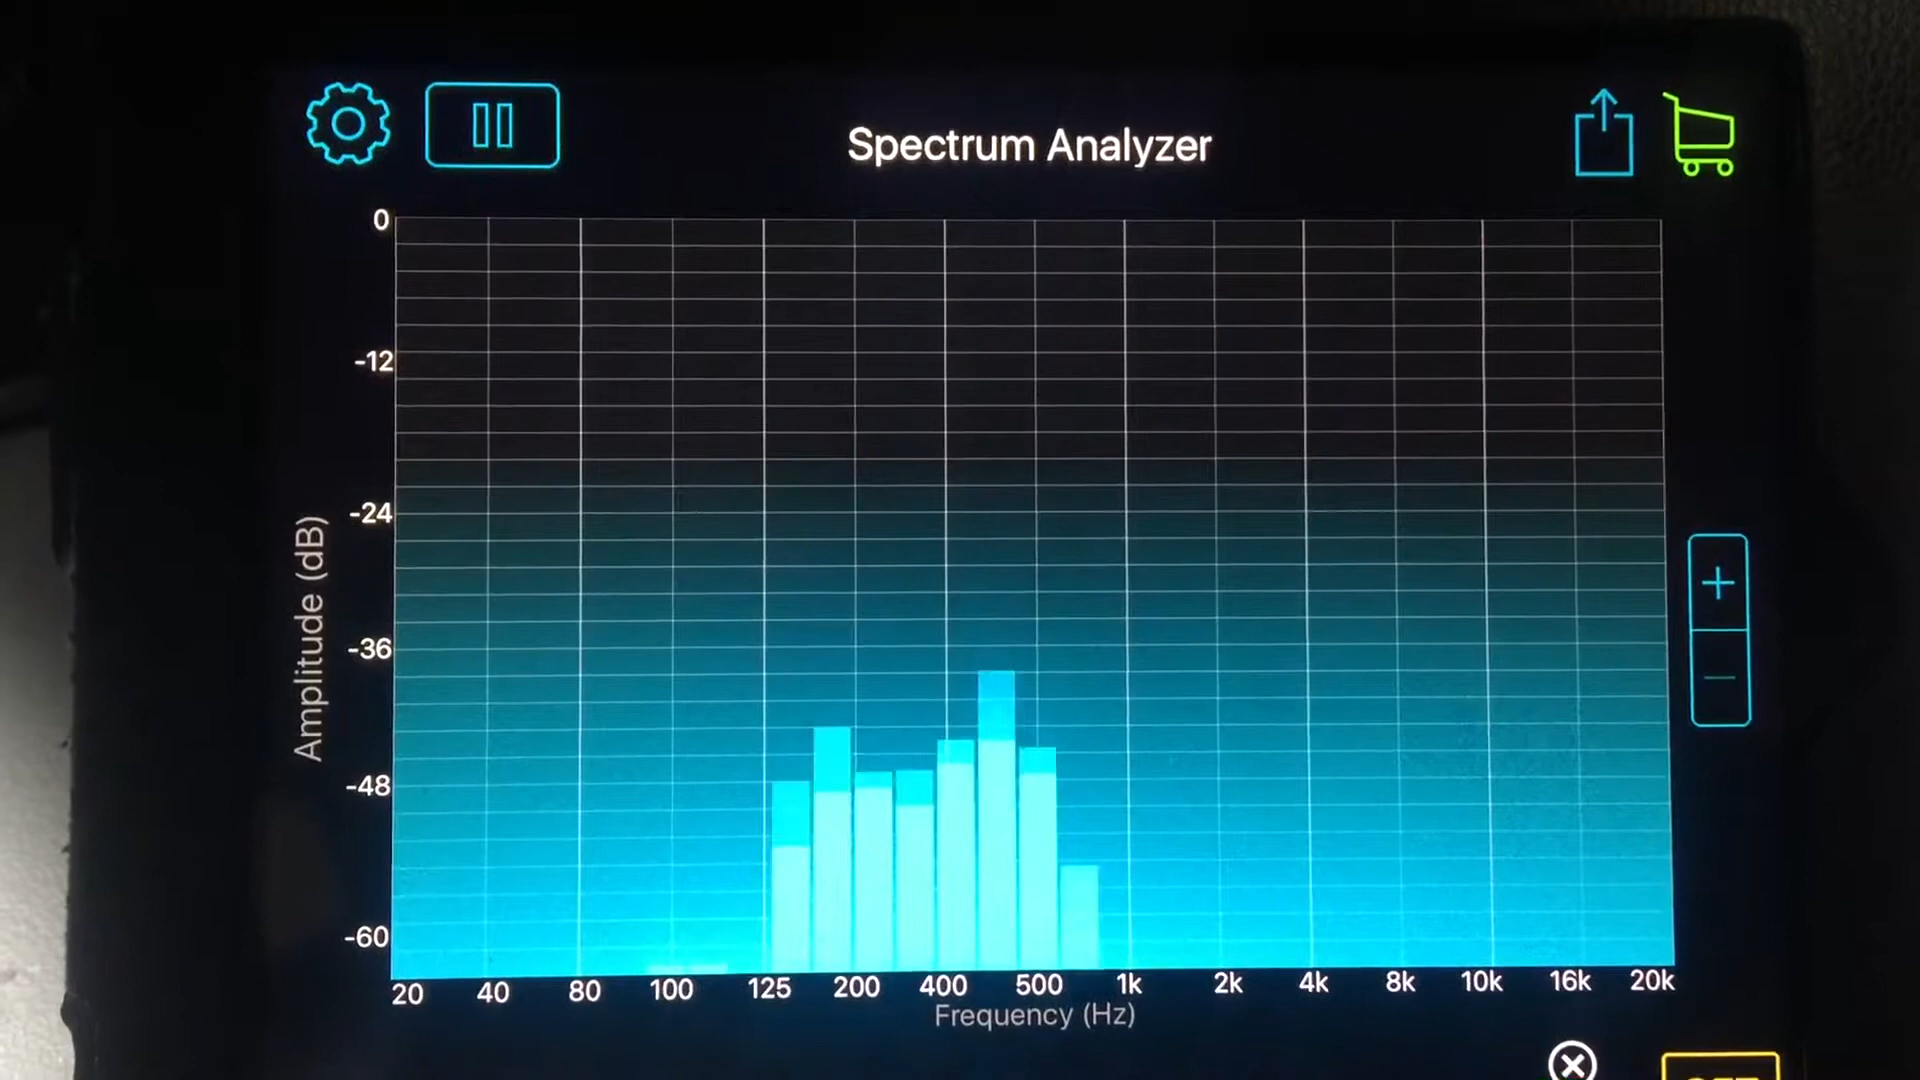 Spectrum Analyzer
0
-12
-24
-36
-48
-60
Amplitude (dB)
20 40 80 100 125 200 400 500 1k 2k 4k 8k 10k 16k 20k
Frequency (Hz)